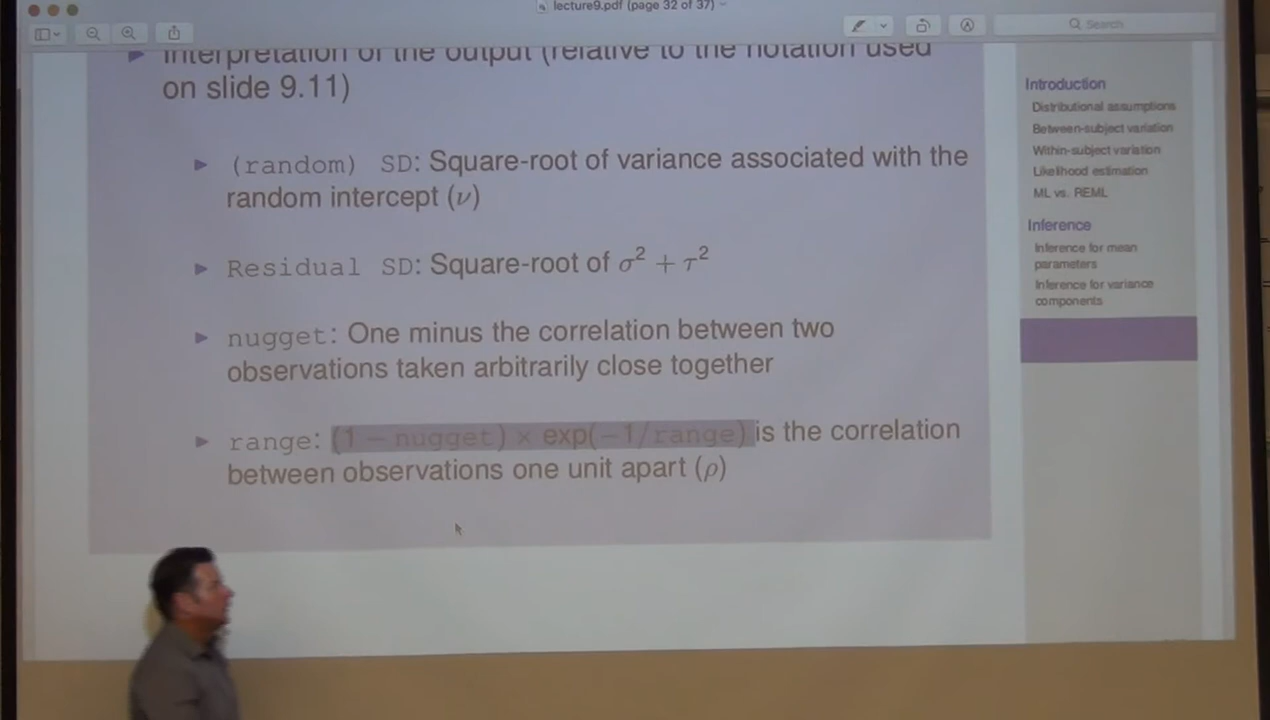 lecture9.pdf (page 32 of 37)
Search
Interpretation of the output (relative to the notation used
on slide 9.11)
(random) SD: Square-root of variance associated with the
random intercept (ν)
Residual SD: Square-root of σ² + τ²
nugget: One minus the correlation between two
observations taken arbitrarily close together
range: (1 − nugget) × exp(−1/range) is the correlation
between observations one unit apart (ρ)
Introduction
Distributional assumptions
Between-subject variation
Within-subject variation
Likelihood estimation
ML vs. REML
Inference
Inference for mean
parameters
Inference for variance
components